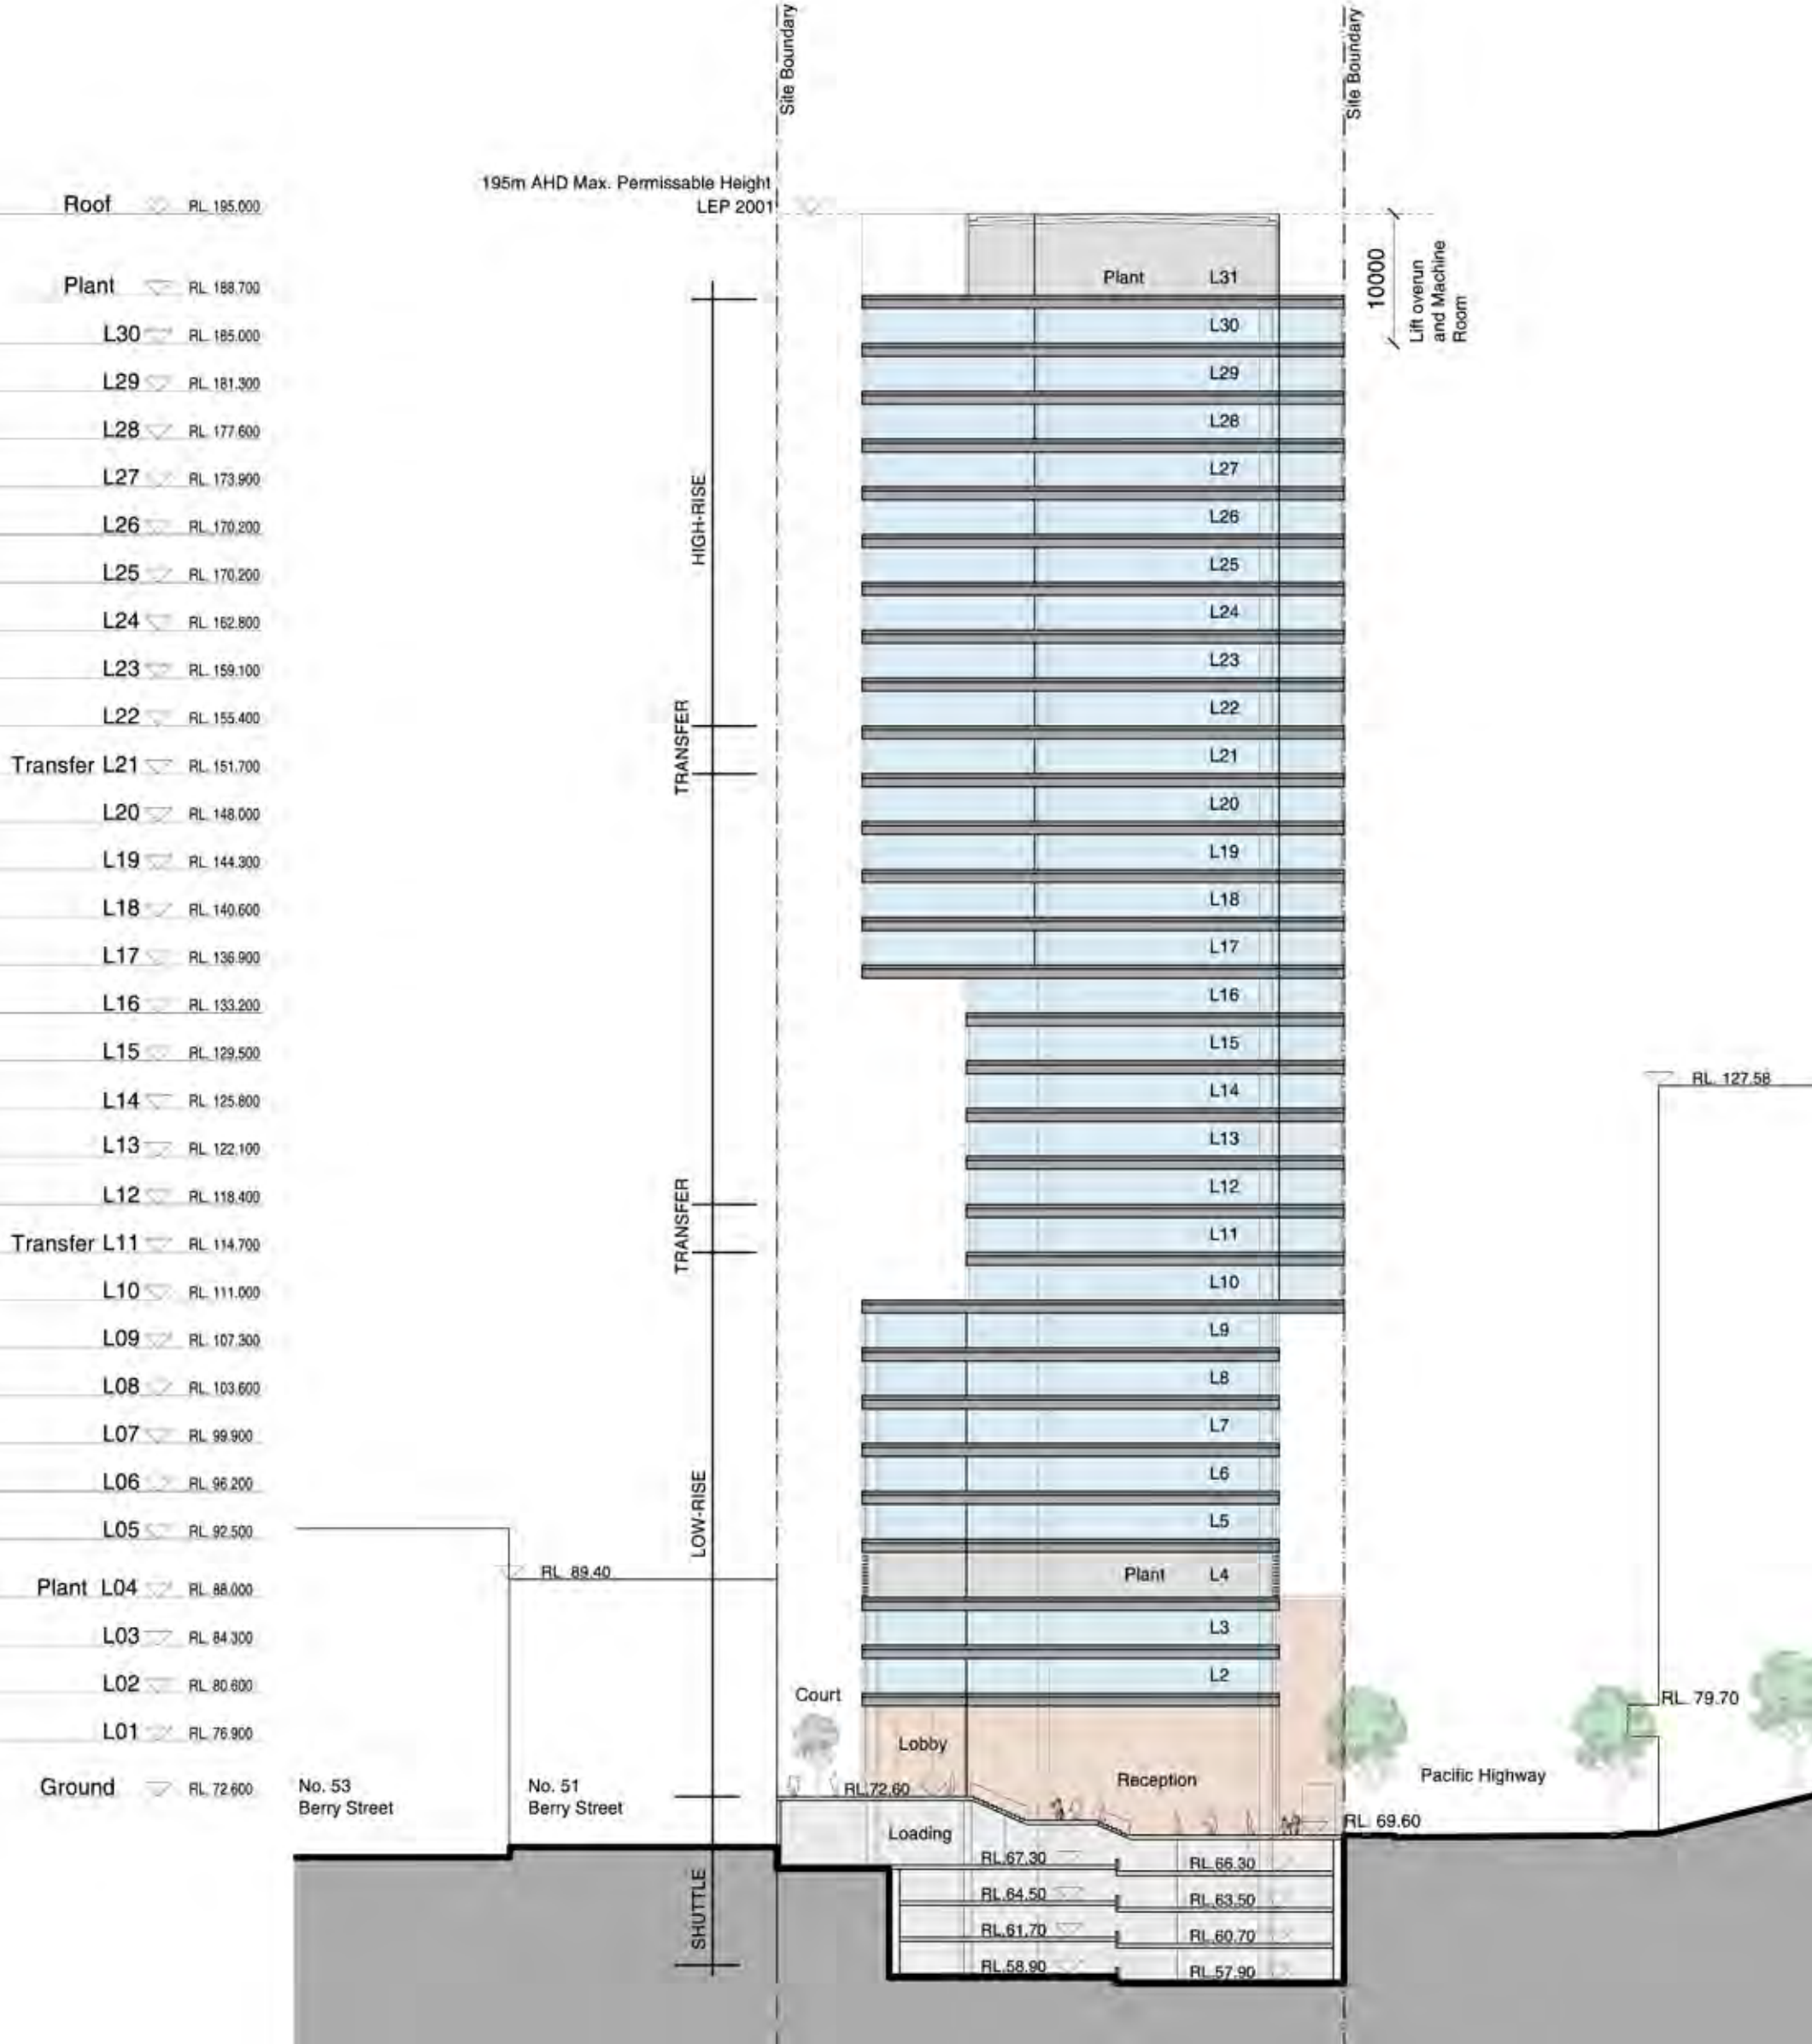 Site Boundary
Site Boundary
195m AHD Max. Permissable Height
LEP 2001
Roof RL. 195.000
Plant RL. 188.700
L30 RL. 185.000
L29 RL. 181.300
L28 RL. 177.600
L27 RL. 173.900
L26 RL. 170.200
L25 RL. 170.200
L24 RL. 162.800
L23 RL. 159.100
L22 RL. 155.400
Transfer L21 RL. 151.700
L20 RL. 148.000
L19 RL. 144.300
L18 RL. 140.600
L17 RL. 136.900
L16 RL. 133.200
L15 RL. 129.500
L14 RL. 125.800
L13 RL. 122.100
L12 RL. 118.400
Transfer L11 RL. 114.700
L10 RL. 111.000
L09 RL. 107.300
L08 RL. 103.600
L07 RL. 99.900
L06 RL. 96.200
L05 RL. 92.500
Plant L04 RL. 88.000
L03 RL. 84.300
L02 RL. 80.600
L01 RL. 76.900
Ground RL. 72.600
HIGH-RISE
TRANSFER
TRANSFER
LOW-RISE
SHUTTLE
Plant L31
L30
L29
L28
L27
L26
L25
L24
L23
L22
L21
L20
L19
L18
L17
L16
L15
L14
L13
L12
L11
L10
L9
L8
L7
L6
L5
Plant L4
L3
L2
10000
Lift overun
and Machine
Room
RL. 127.58
RL. 89.40
RL. 79.70
Court
Lobby
Reception
Pacific Highway
No. 53
Berry Street
No. 51
Berry Street
RL.72.60
RL. 69.60
Loading
RL.67.30 RL.66.30
RL.64.50 RL.63.50
RL.61.70 RL.60.70
RL.58.90 RL.57.90